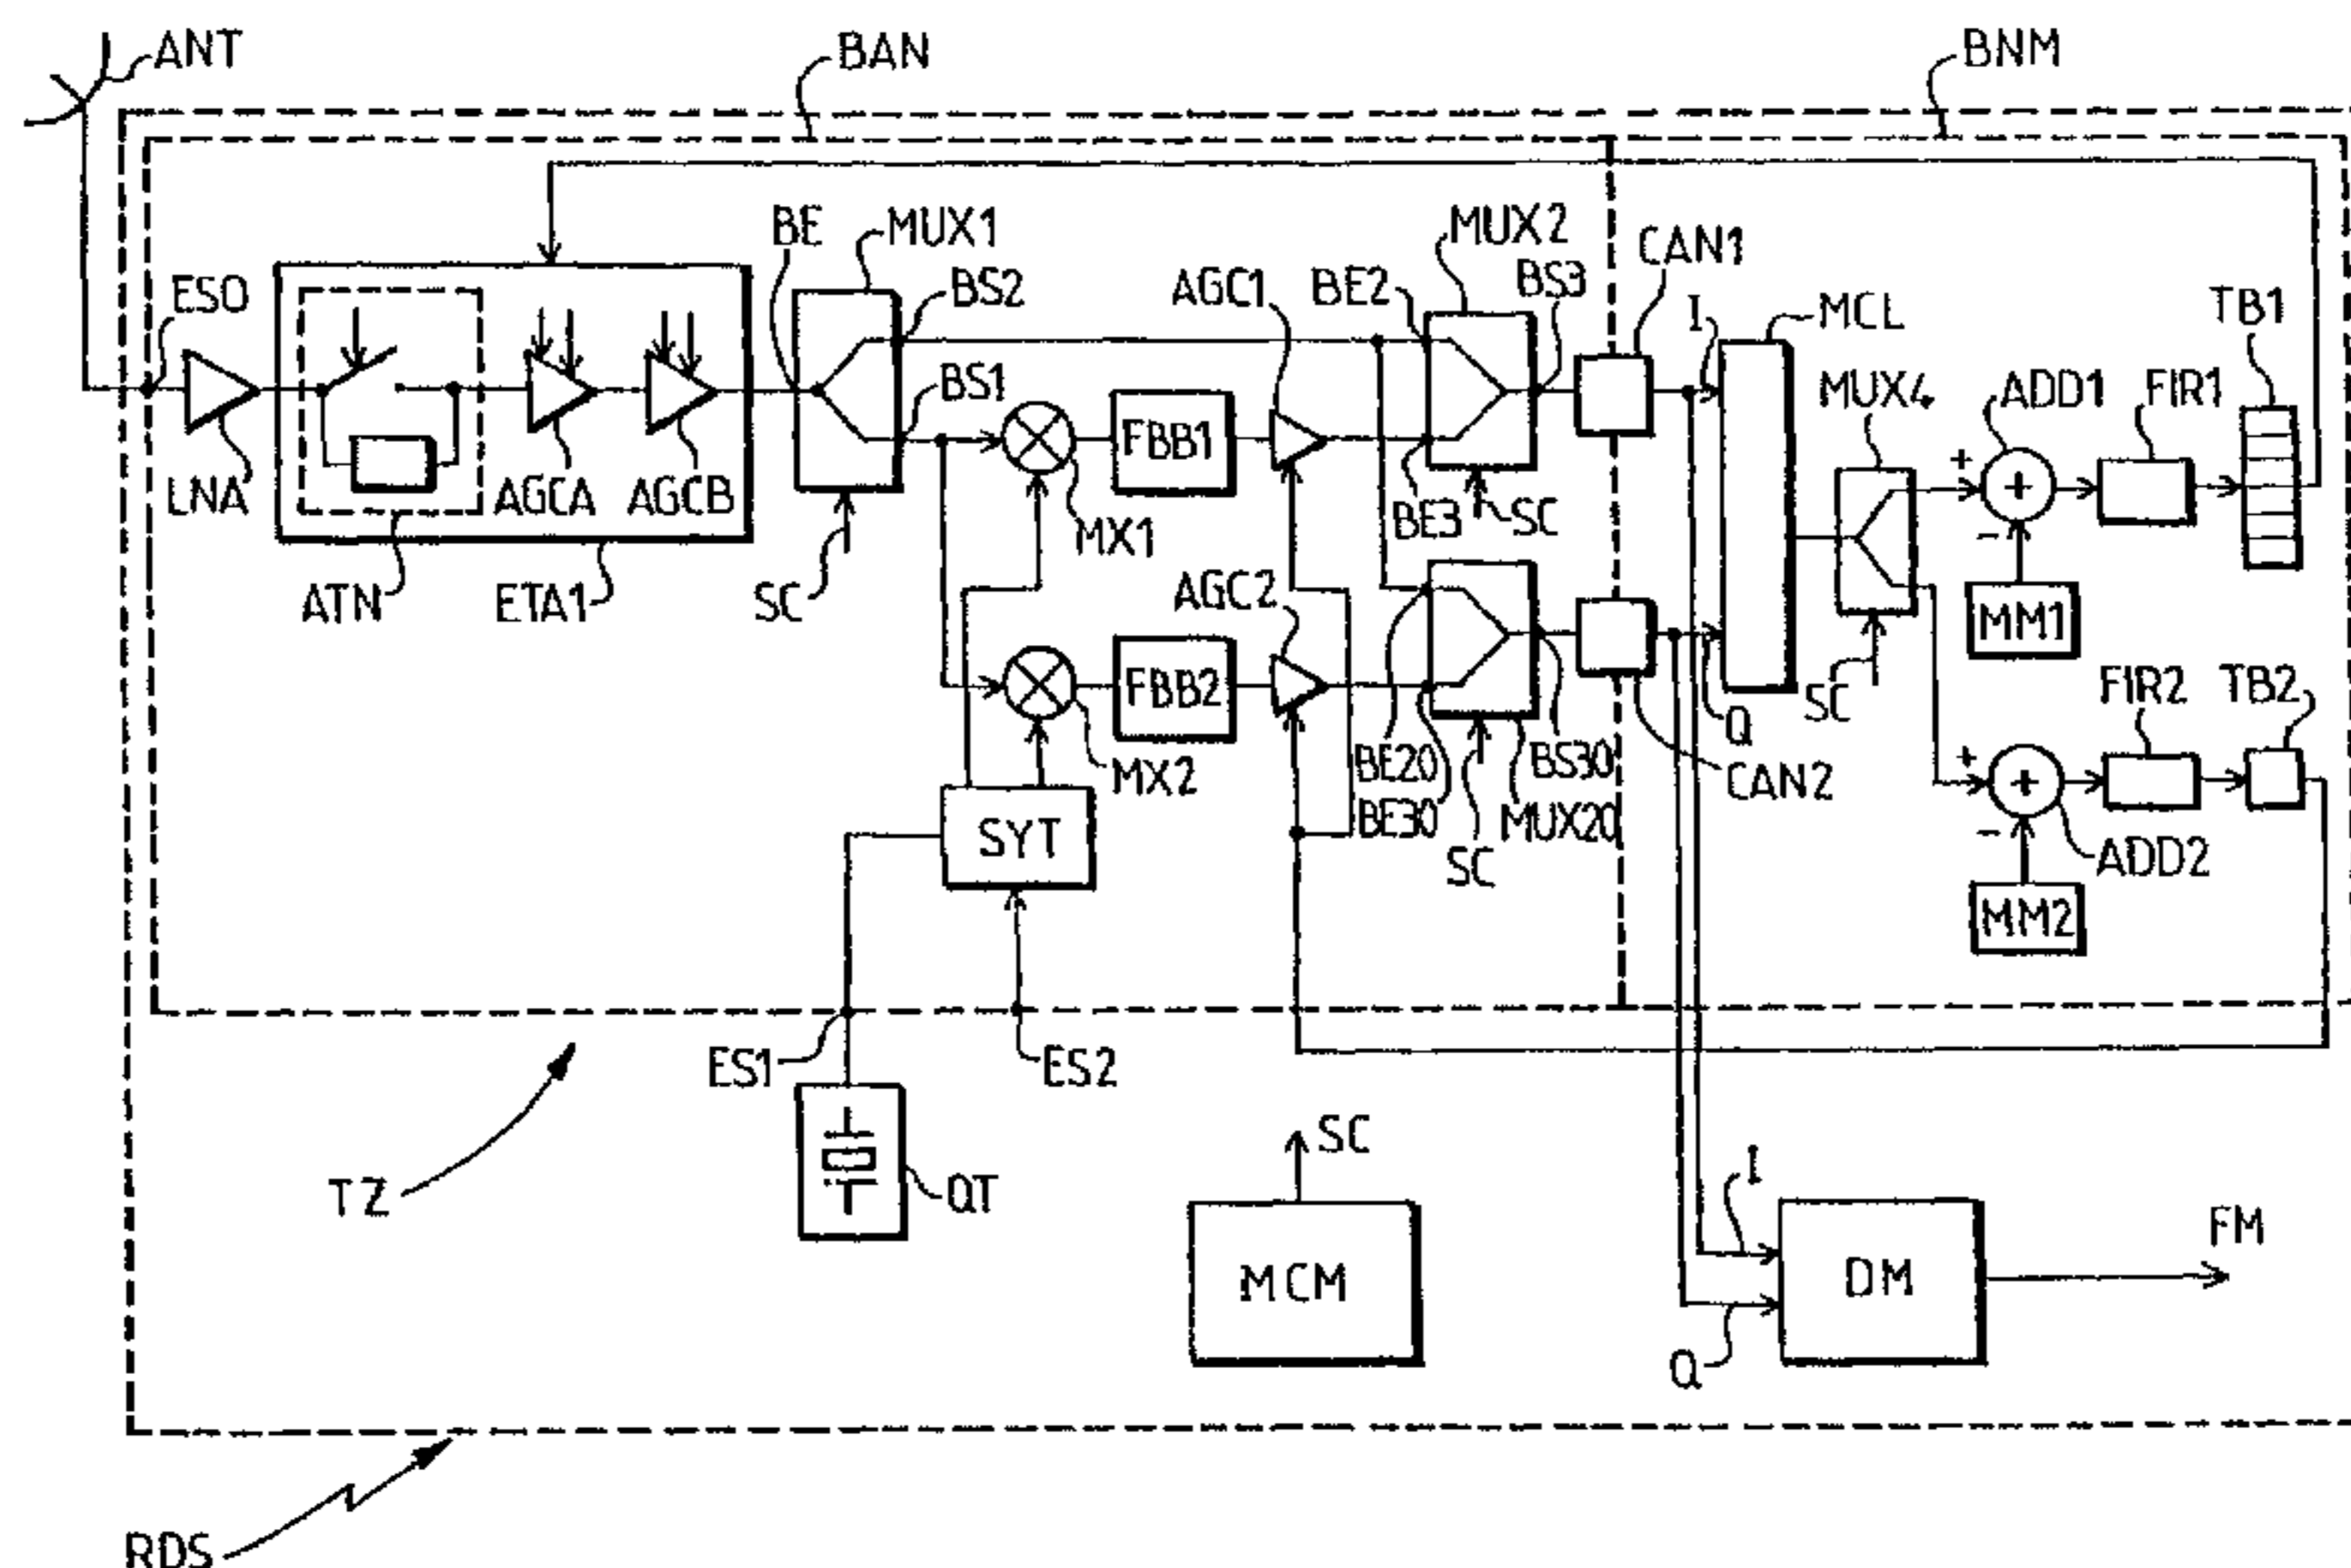 ANT
BAN
BNM
ESO
BE
MUX1
BS2
AGC1
BE2
MUX2
BS3
CAN1
I
MCL
TB1
BS1
MUX4
ADD1
FIR1
LNA
AGCA
AGCB
FBB1
MX1
BE3
SC
+
+
-
ATN
ETA1
SC
AGC2
MM1
FBB2
MX2
BE20
BE30
SC
BS30
MUX20
Q
CAN2
SC
FIR2
TB2
SYT
+
+
-
ADD2
MM2
ES1
ES2
TZ
QT
SC
MCM
I
Q
DM
FM
RDS